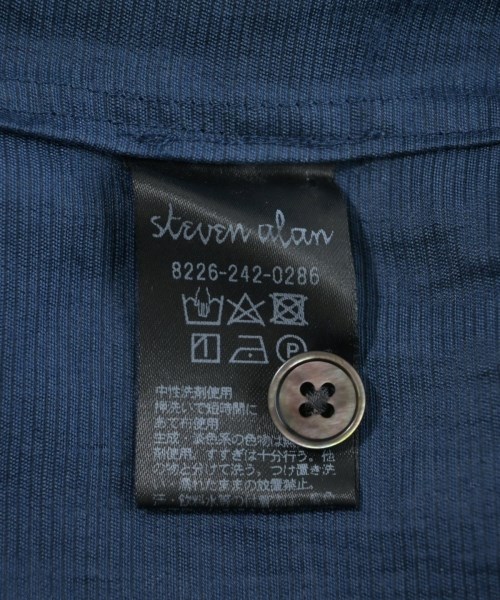 steven alan
8226-242-0286
P
中性洗剤使用
押洗いで短時間に
あて布使用
生成・淡色系の色物は
剤使用。すすぎは十分行う。他
の物と分けて洗う。つけ置き洗
い・濡れたままの放置禁止。